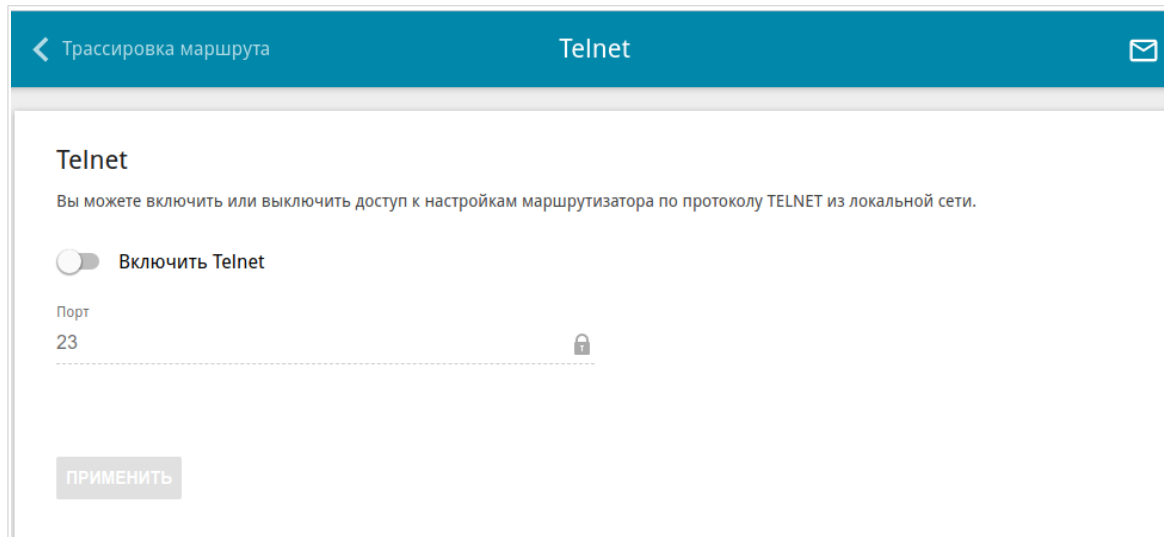 Трассировка маршрута
Telnet
Telnet
Вы можете включить или выключить доступ к настройкам маршрутизатора по протоколу TELNET из локальной сети.
Включить Telnet
Порт
23
ПРИМЕНИТЬ